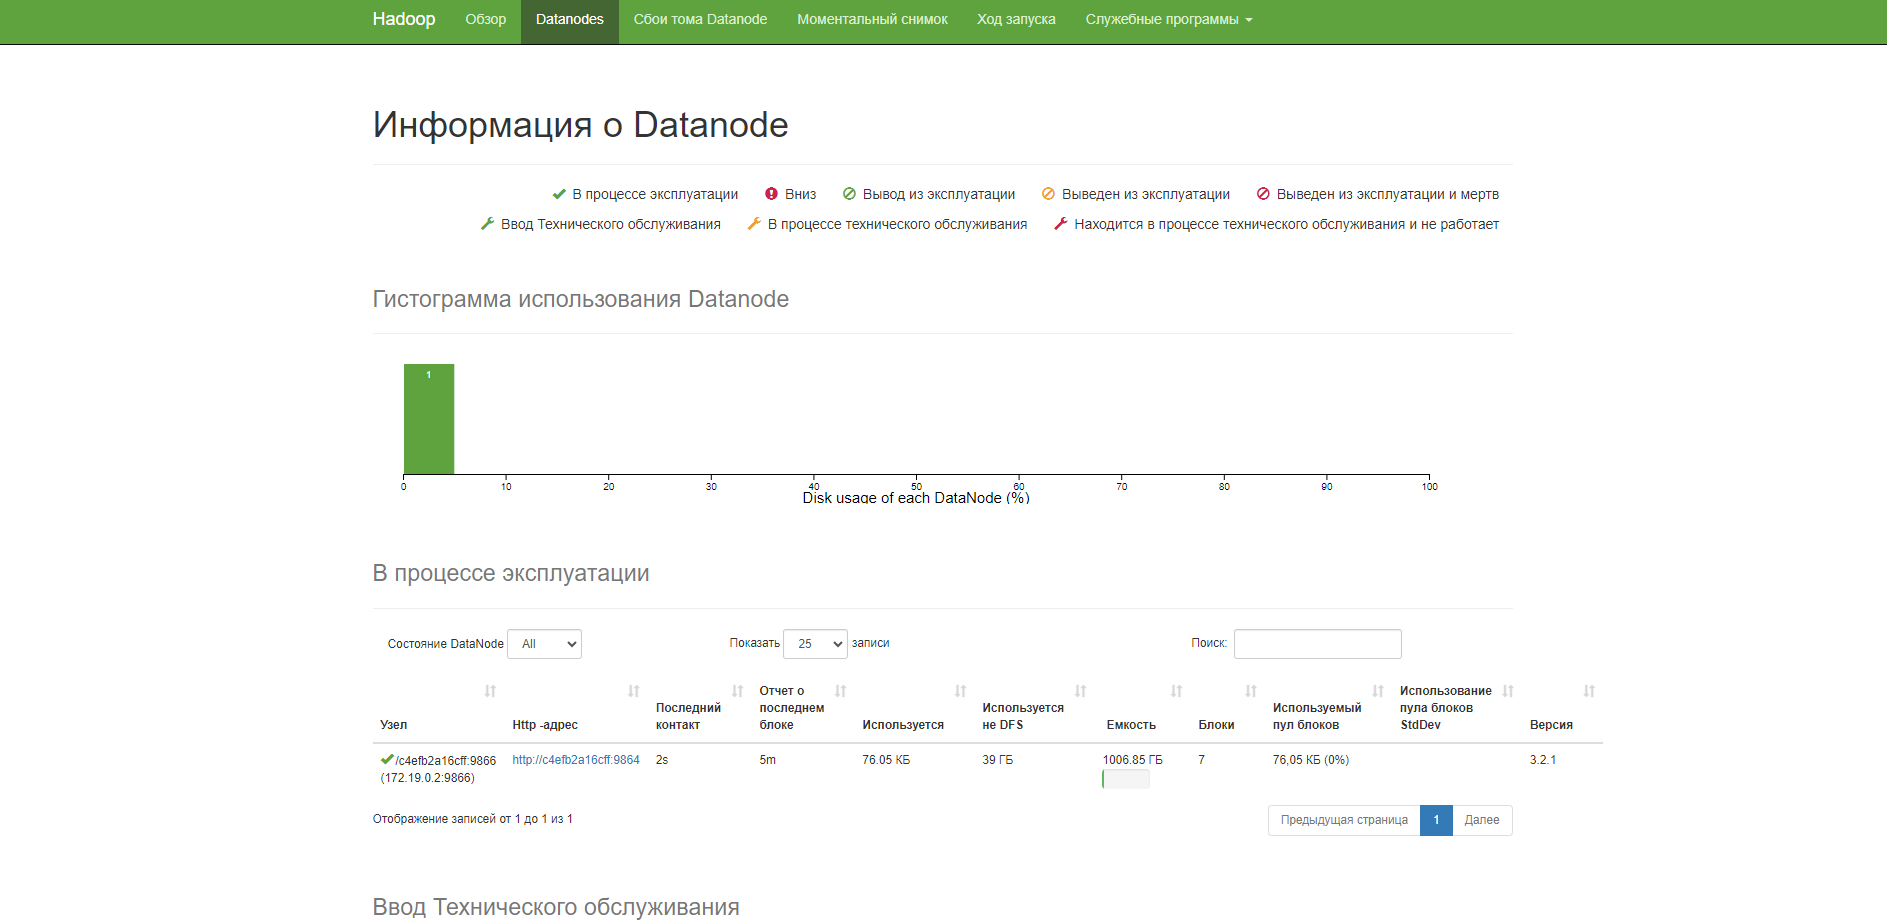 Hadoop Обзор Datanodes Сбои тома Datanode Моментальный снимок Ход запуска Служебные программы
Информация о Datanode
В процессе эксплуатации Вниз Вывод из эксплуатации Выведен из эксплуатации Выведен из эксплуатации и мертв
Ввод Технического обслуживания В процессе технического обслуживания Находится в процессе технического обслуживания и не работает
Гистограмма использования Datanode
1
0 10 20 30 40 50 60 70 80 90 100
Disk usage of each DataNode (%)
В процессе эксплуатации
Состояние DataNode All Показать 25 записи Поиск:
Узел Http -адрес Последний контакт Отчет о последнем блоке Используется Используется не DFS Емкость Блоки Используемый пул блоков Использование пула блоков StdDev Версия
/c4efb2a16cff:9866 http://c4efb2a16cff:9864 2s 5m 76.05 КБ 39 ГБ 1006.85 ГБ 7 76,05 КБ (0%) 3.2.1
(172.19.0.2:9866)
Отображение записей от 1 до 1 из 1 Предыдущая страница 1 Далее
Ввод Технического обслуживания